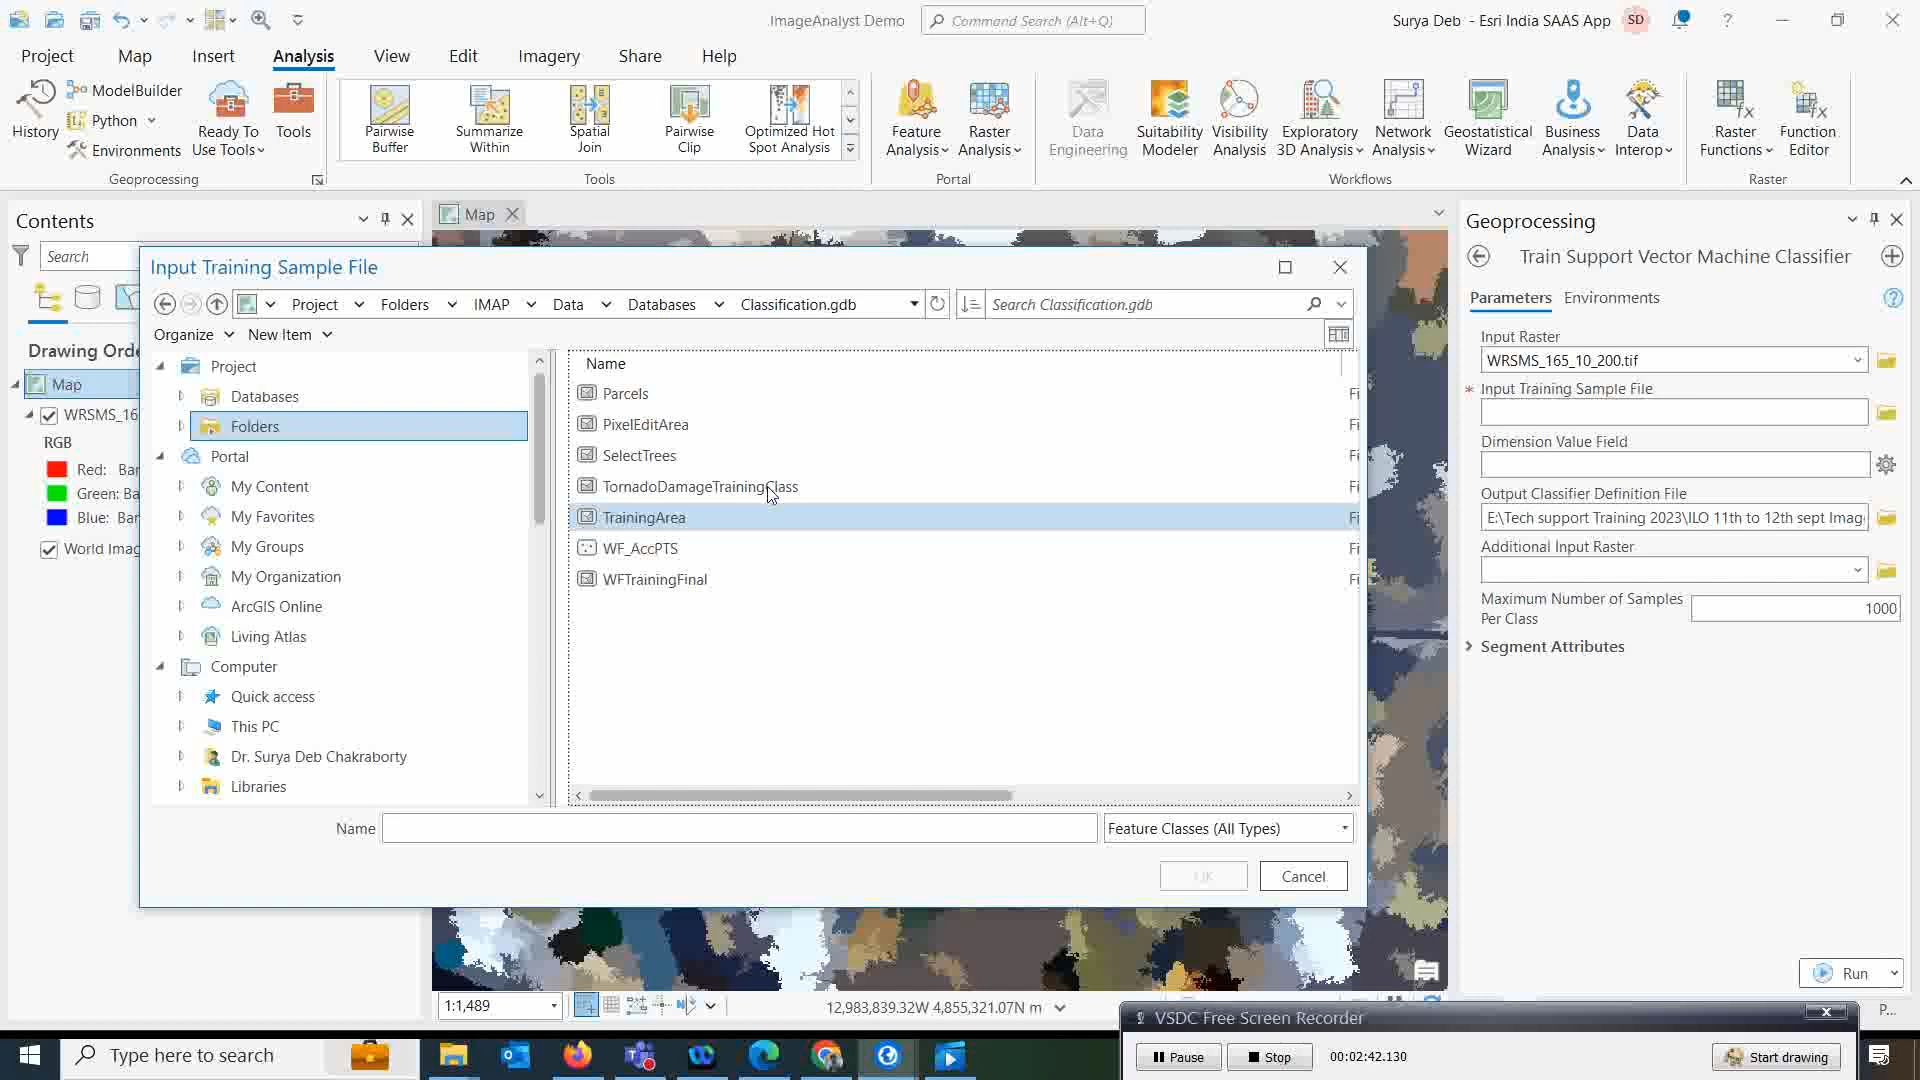 ImageAnalyst Demo
Command Search (Alt+Q)
Surya Deb - Esri India SAAS App
SD
?
Project
Map
Insert
Analysis
View
Edit
Imagery
Share
Help
History
ModelBuilder
Python
Environments
Ready To Use Tools
Tools
Geoprocessing
Pairwise Buffer
Summarize Within
Spatial Join
Pairwise Clip
Optimized Hot Spot Analysis
Tools
Feature Analysis
Raster Analysis
Portal
Data Engineering
Suitability Modeler
Visibility Analysis
Exploratory 3D Analysis
Network Analysis
Geostatistical Wizard
Business Analysis
Data Interop
Workflows
Raster Functions
Function Editor
Raster
Contents
Search
Drawing Orde
Map
WRSMS_16
RGB
Red: Bar
Green: Ba
Blue: Bar
World Imag
Map
Input Training Sample File
Project
Folders
IMAP
Data
Databases
Classification.gdb
Search Classification.gdb
Organize
New Item
Project
Databases
Folders
Portal
My Content
My Favorites
My Groups
My Organization
ArcGIS Online
Living Atlas
Computer
Quick access
This PC
Dr. Surya Deb Chakraborty
Libraries
Name
Parcels Fi
PixelEditArea Fi
SelectTrees Fi
TornadoDamageTrainingClass Fi
TrainingArea Fi
WF_AccPTS Fi
WFTrainingFinal Fi
Name
Feature Classes (All Types)
OK
Cancel
Geoprocessing
Train Support Vector Machine Classifier
Parameters
Environments
?
Input Raster
WRSMS_165_10_200.tif
* Input Training Sample File
Dimension Value Field
Output Classifier Definition File
E:\Tech support Training 2023\ILO 11th to 12th sept Imag
Additional Input Raster
Maximum Number of Samples
Per Class
1000
Segment Attributes
Run
1:1,489
12,983,839.32W 4,855,321.07N m
P...
VSDC Free Screen Recorder
Pause
Stop
00:02:42.130
Start drawing
Type here to search